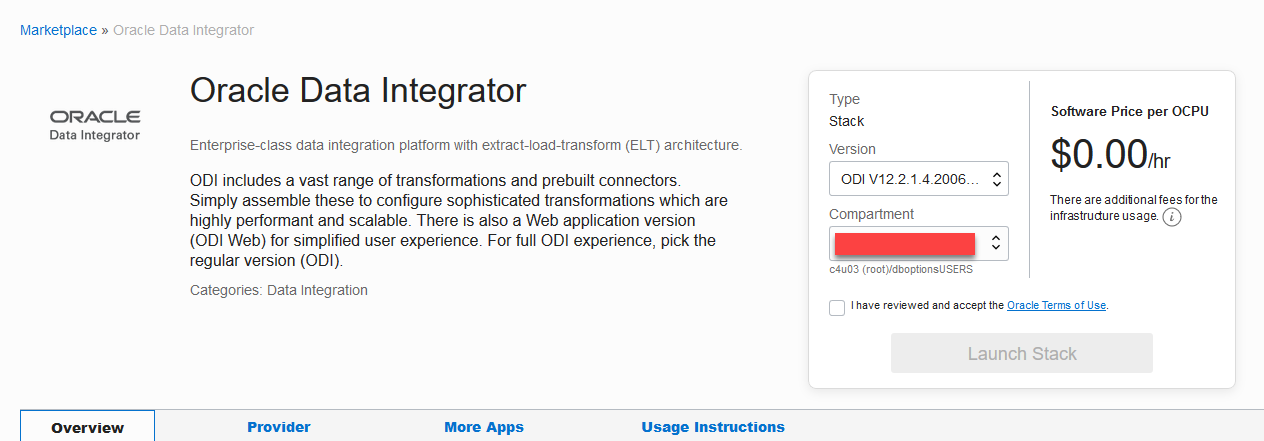 Marketplace » Oracle Data Integrator
ORACLE
Data Integrator
Oracle Data Integrator
Enterprise-class data integration platform with extract-load-transform (ELT) architecture.
ODI includes a vast range of transformations and prebuilt connectors.
Simply assemble these to configure sophisticated transformations which are
highly performant and scalable. There is also a Web application version
(ODI Web) for simplified user experience. For full ODI experience, pick the
regular version (ODI).
Categories: Data Integration
Type
Stack
Version
ODI V12.2.1.4.2006...
Compartment
c4u03 (root)/dboptionsUSERS
Software Price per OCPU
$0.00/hr
There are additional fees for the
infrastructure usage. i
I have reviewed and accept the Oracle Terms of Use.
Launch Stack
Overview
Provider
More Apps
Usage Instructions